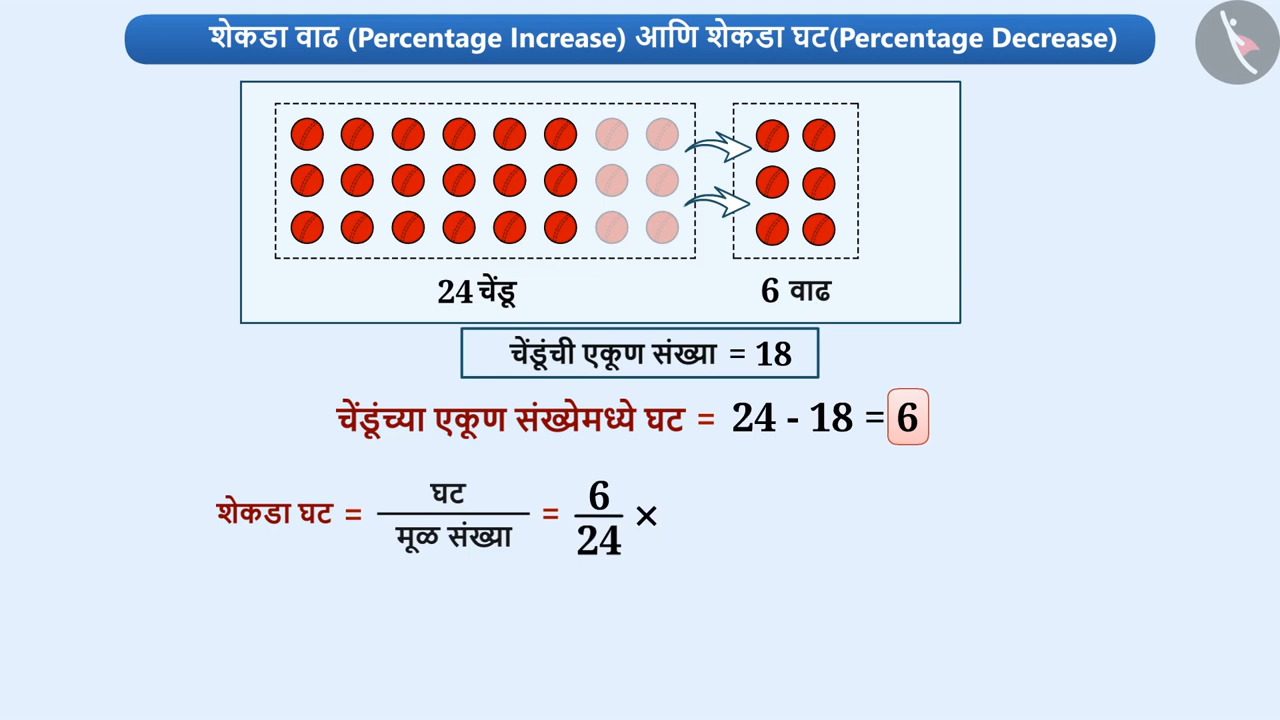 शेकडा वाढ (Percentage Increase) आणि शेकडा घट(Percentage Decrease)
24 चेंडू
6 वाढ
चेंडूंची एकूण संख्या = 18
चेंडूंच्या एकूण संख्येमध्ये घट = 24 - 18 = 6
शेकडा घट = घट / मूळ संख्या = 6 / 24 ×